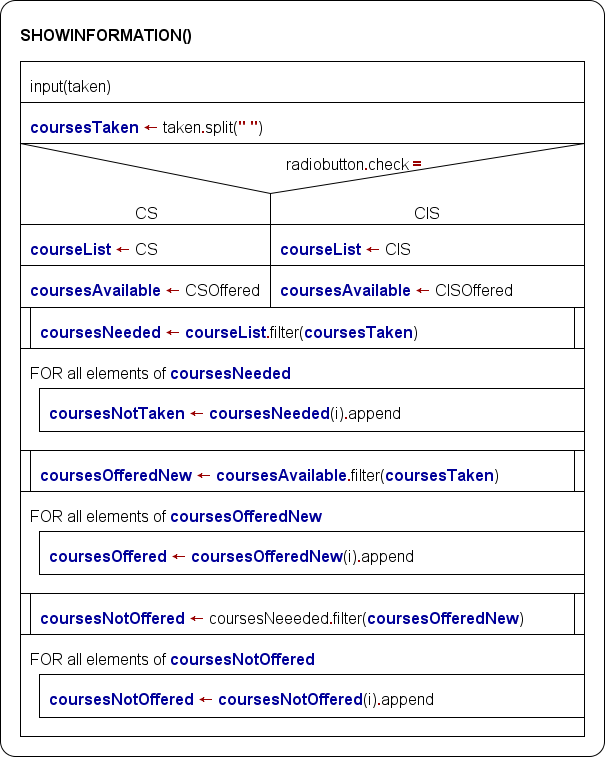 SHOWINFORMATION()
input(taken)
coursesTaken ← taken.split(" ")
radiobutton.check =
CS
CIS
courseList ← CS
courseList ← CIS
coursesAvailable ← CSOffered
coursesAvailable ← CISOffered
coursesNeeded ← courseList.filter(coursesTaken)
FOR all elements of coursesNeeded
coursesNotTaken ← coursesNeeded(i).append
coursesOfferedNew ← coursesAvailable.filter(coursesTaken)
FOR all elements of coursesOfferedNew
coursesOffered ← coursesOfferedNew(i).append
coursesNotOffered ← coursesNeeeded.filter(coursesOfferedNew)
FOR all elements of coursesNotOffered
coursesNotOffered ← coursesNotOffered(i).append